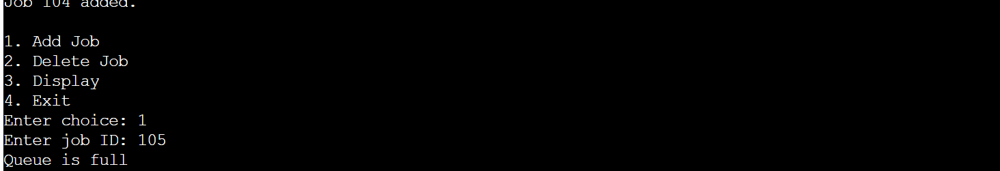 Job 104 added.
1. Add Job
2. Delete Job
3. Display
4. Exit
Enter choice: 1
Enter job ID: 105
Queue is full